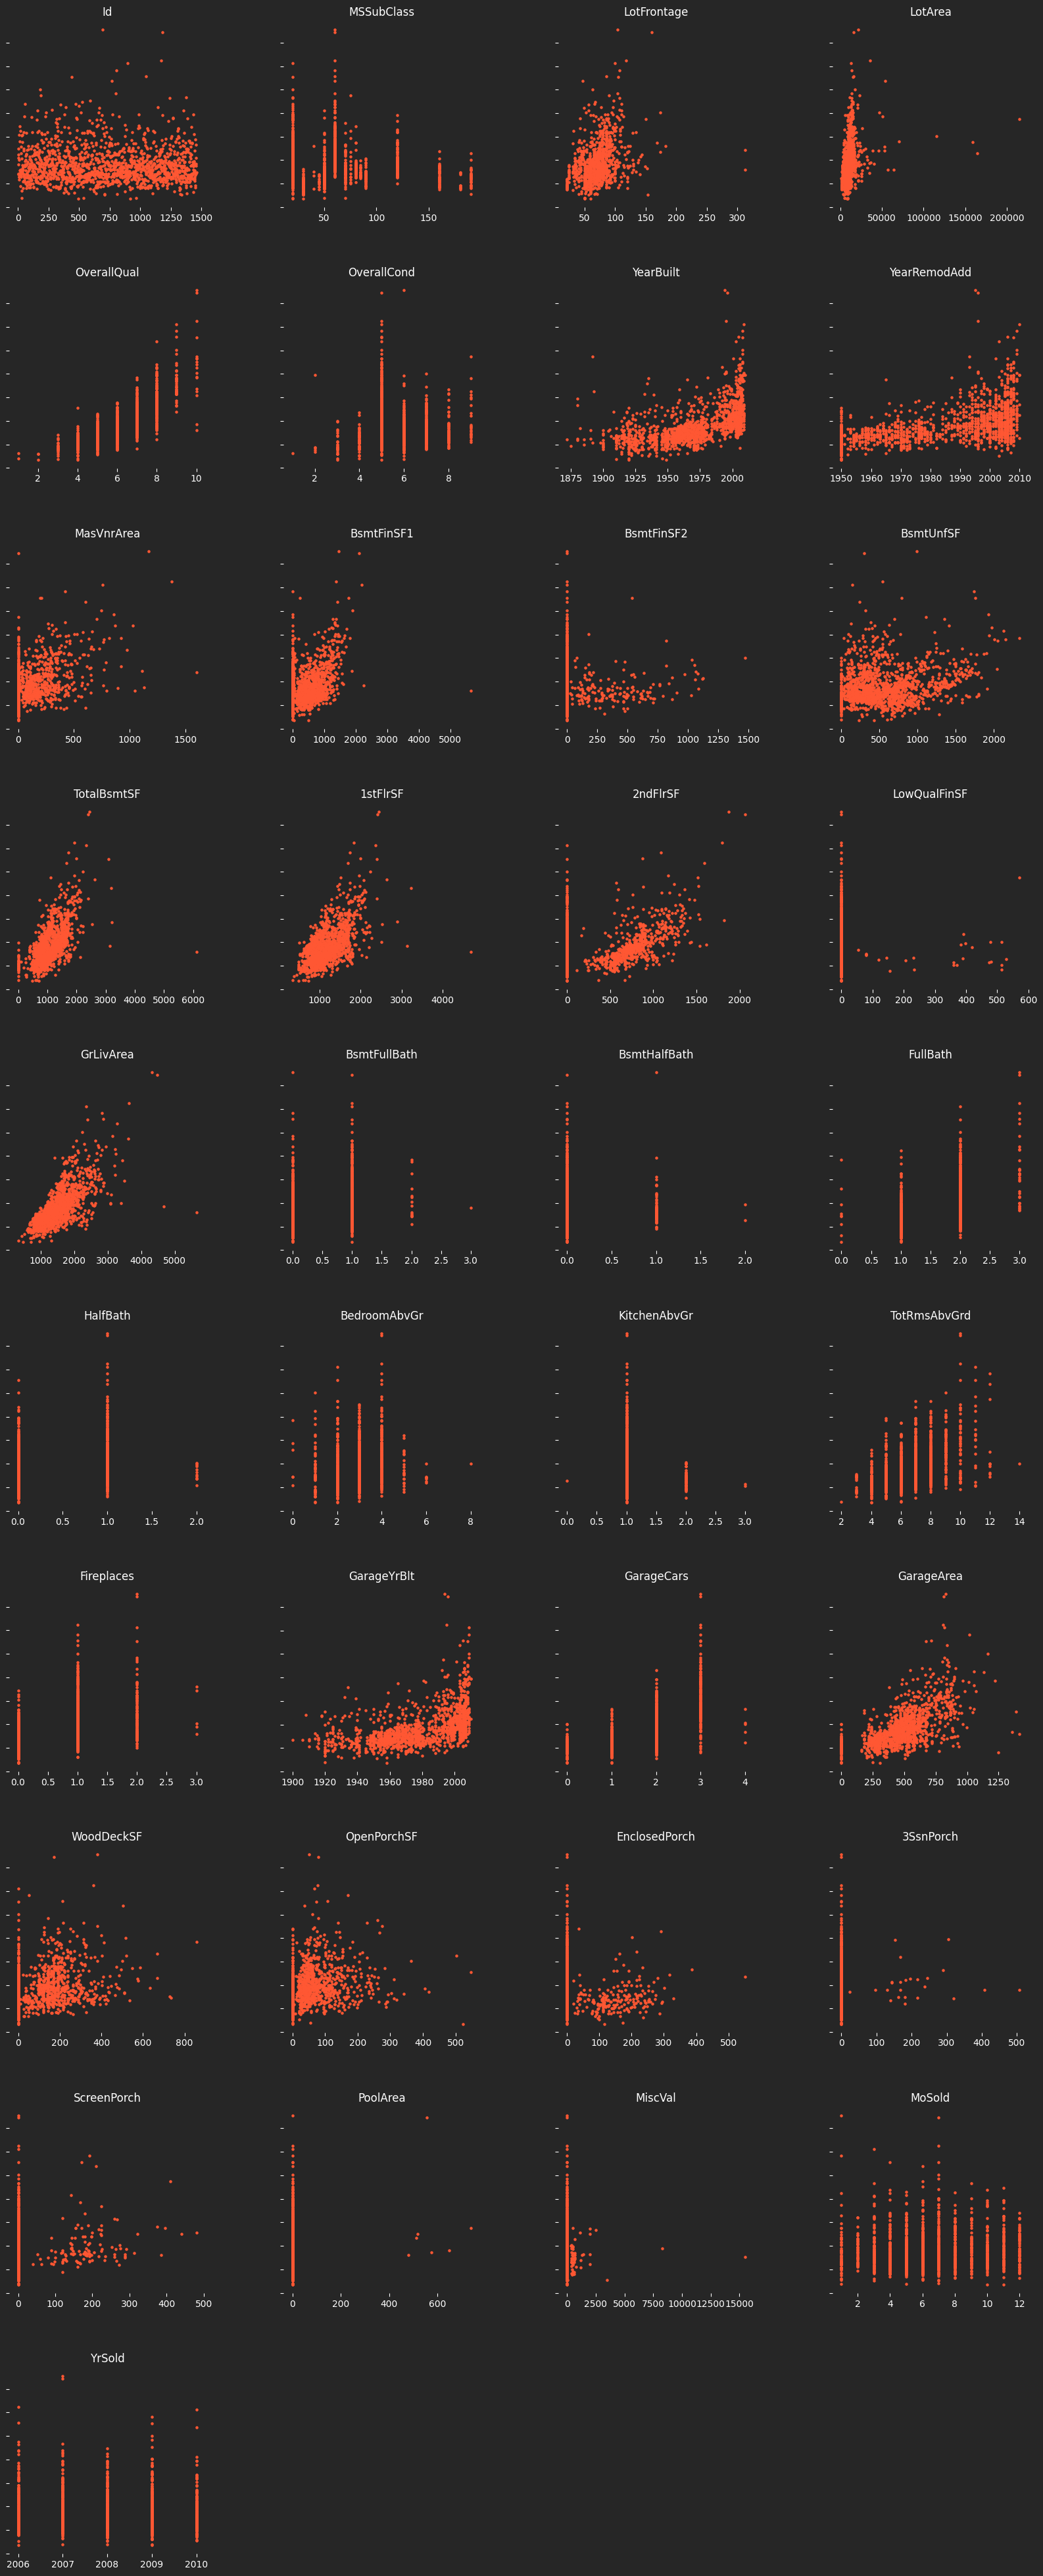 Id MSSubClass LotFrontage LotArea
0 250 500 750 1000 1250 1500 50 100 150 50 100 150 200 250 300 0 50000 100000 150000 200000
OverallQual OverallCond YearBuilt YearRemodAdd
2 4 6 8 10 2 4 6 8 1875 1900 1925 1950 1975 2000 1950 1960 1970 1980 1990 2000 2010
MasVnrArea BsmtFinSF1 BsmtFinSF2 BsmtUnfSF
0 500 1000 1500 0 1000 2000 3000 4000 5000 0 250 500 750 1000 1250 1500 0 500 1000 1500 2000
TotalBsmtSF 1stFlrSF 2ndFlrSF LowQualFinSF
0 1000 2000 3000 4000 5000 6000 1000 2000 3000 4000 0 500 1000 1500 2000 0 100 200 300 400 500 600
GrLivArea BsmtFullBath BsmtHalfBath FullBath
1000 2000 3000 4000 5000 0.0 0.5 1.0 1.5 2.0 2.5 3.0 0.0 0.5 1.0 1.5 2.0 0.0 0.5 1.0 1.5 2.0 2.5 3.0
HalfBath BedroomAbvGr KitchenAbvGr TotRmsAbvGrd
0.0 0.5 1.0 1.5 2.0 0 2 4 6 8 0.0 0.5 1.0 1.5 2.0 2.5 3.0 2 4 6 8 10 12 14
Fireplaces GarageYrBlt GarageCars GarageArea
0.0 0.5 1.0 1.5 2.0 2.5 3.0 1900 1920 1940 1960 1980 2000 0 1 2 3 4 0 250 500 750 1000 1250
WoodDeckSF OpenPorchSF EnclosedPorch 3SsnPorch
0 200 400 600 800 0 100 200 300 400 500 0 100 200 300 400 500 0 100 200 300 400 500
ScreenPorch PoolArea MiscVal MoSold
0 100 200 300 400 500 0 200 400 600 0 2500 5000 7500 10000 12500 15000 2 4 6 8 10 12
YrSold
2006 2007 2008 2009 2010